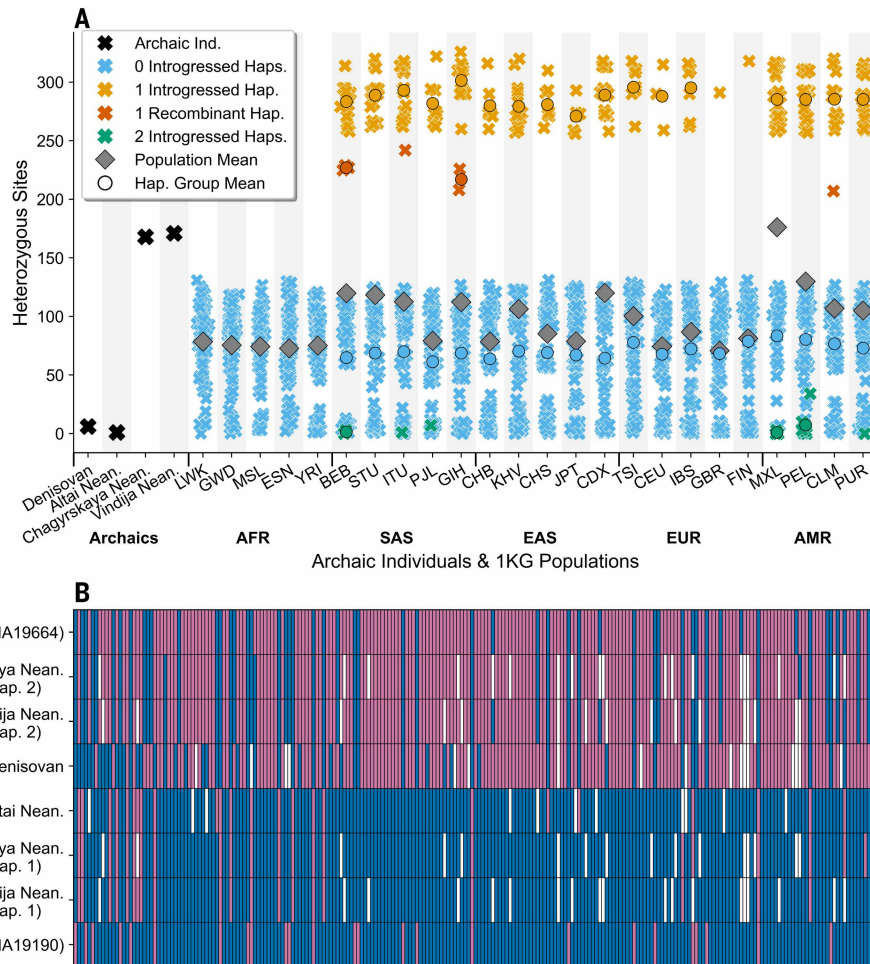 A
Heterozygous Sites
300
250
200
150
100
50
0
Archaic Ind.
0 Introgressed Haps.
1 Introgressed Hap.
1 Recombinant Hap.
2 Introgressed Haps.
Population Mean
Hap. Group Mean
Denisovan
Altai Nean.
Chagyrskaya Nean.
Vindija Nean.
LWK
GWD
MSL
ESN
YRI
BEB
STU
ITU
PJL
GIH
CHB
KHV
CHS
JPT
CDX
TSI
CEU
IBS
GBR
FIN
MXL
PEL
CLM
PUR
Archaics AFR SAS EAS EUR AMR
Archaic Individuals & 1KG Populations
B
IA19664)
ya Nean.
ap. 2)
ija Nean.
ap. 2)
enisovan
tai Nean.
ya Nean.
ap. 1)
ija Nean.
ap. 1)
IA19190)